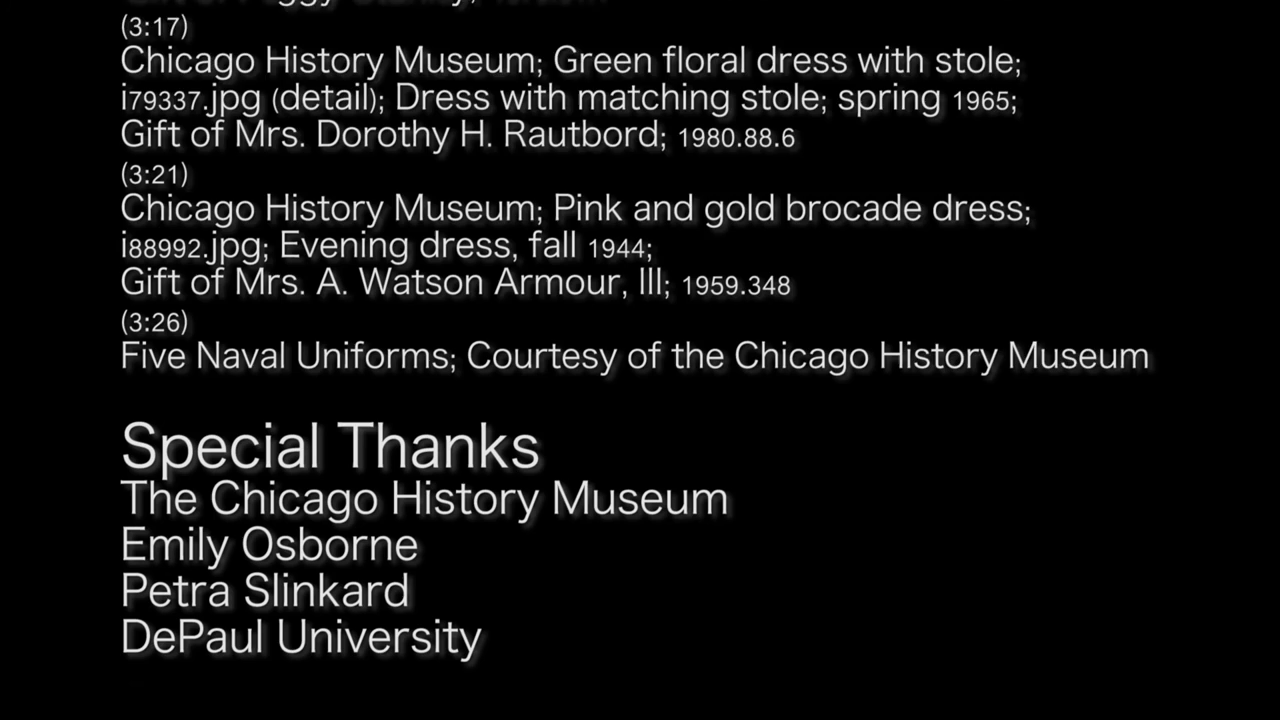 (3:17)
Chicago History Museum; Green floral dress with stole;
i79337.jpg (detail); Dress with matching stole; spring 1965;
Gift of Mrs. Dorothy H. Rautbord; 1980.88.6
(3:21)
Chicago History Museum; Pink and gold brocade dress;
i88992.jpg; Evening dress, fall 1944;
Gift of Mrs. A. Watson Armour, III; 1959.348
(3:26)
Five Naval Uniforms; Courtesy of the Chicago History Museum
Special Thanks
The Chicago History Museum
Emily Osborne
Petra Slinkard
DePaul University